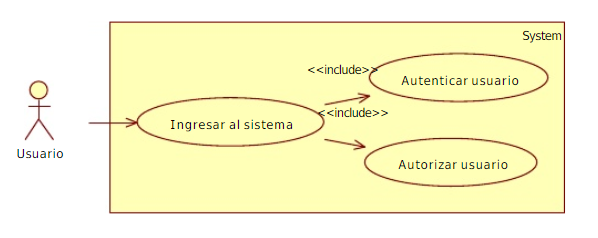 System
<<include>>
Autenticar usuario
<<include>>
Ingresar al sistema
Usuario
Autorizar usuario